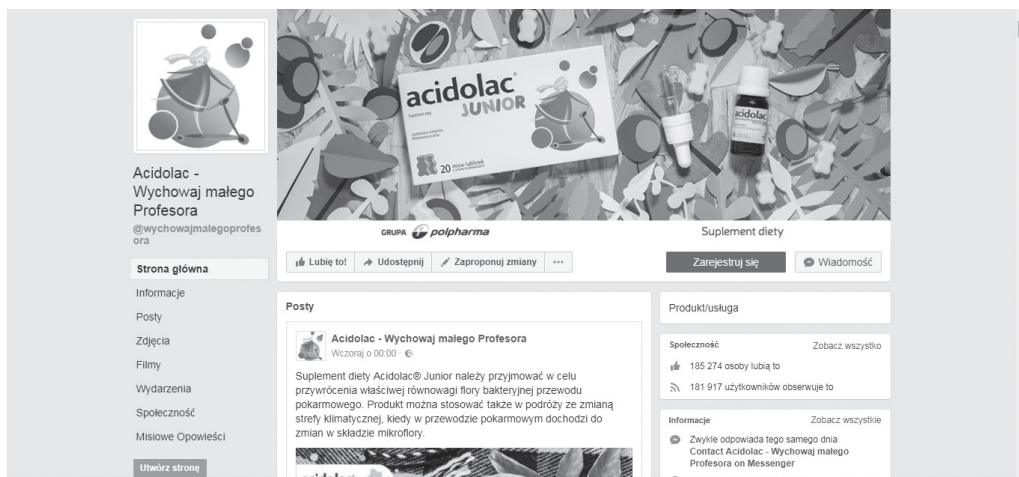 Acidolac -
Wychowaj małego
Profesora
@wychowajmalegoprofes
ora
Strona główna
Informacje
Posty
Zdjęcia
Filmy
Wydarzenia
Społeczność
Misiowe Opowieści
Utwórz stronę
acidolac®
JUNIOR
Suplement diety
20 misio-tabletek
acidolac
GRUPA polpharma
Suplement diety
Lubię to!
Udostępnij
Zaproponuj zmiany
Zarejestruj się
Wiadomość
Posty
Acidolac - Wychowaj małego Profesora
Wczoraj o 00:00 ·
Suplement diety Acidolac® Junior należy przyjmować w celu
przywrócenia właściwej równowagi flory bakteryjnej przewodu
pokarmowego. Produkt można stosować także w podróży ze zmianą
strefy klimatycznej, kiedy w przewodzie pokarmowym dochodzi do
zmian w składzie mikroflory.
Produkt/usługa
Społeczność
Zobacz wszystko
185 274 osoby lubią to
181 917 użytkowników obserwuje to
Informacje
Zobacz wszystkie
Zwykle odpowiada tego samego dnia
Contact Acidolac - Wychowaj małego
Profesora on Messenger